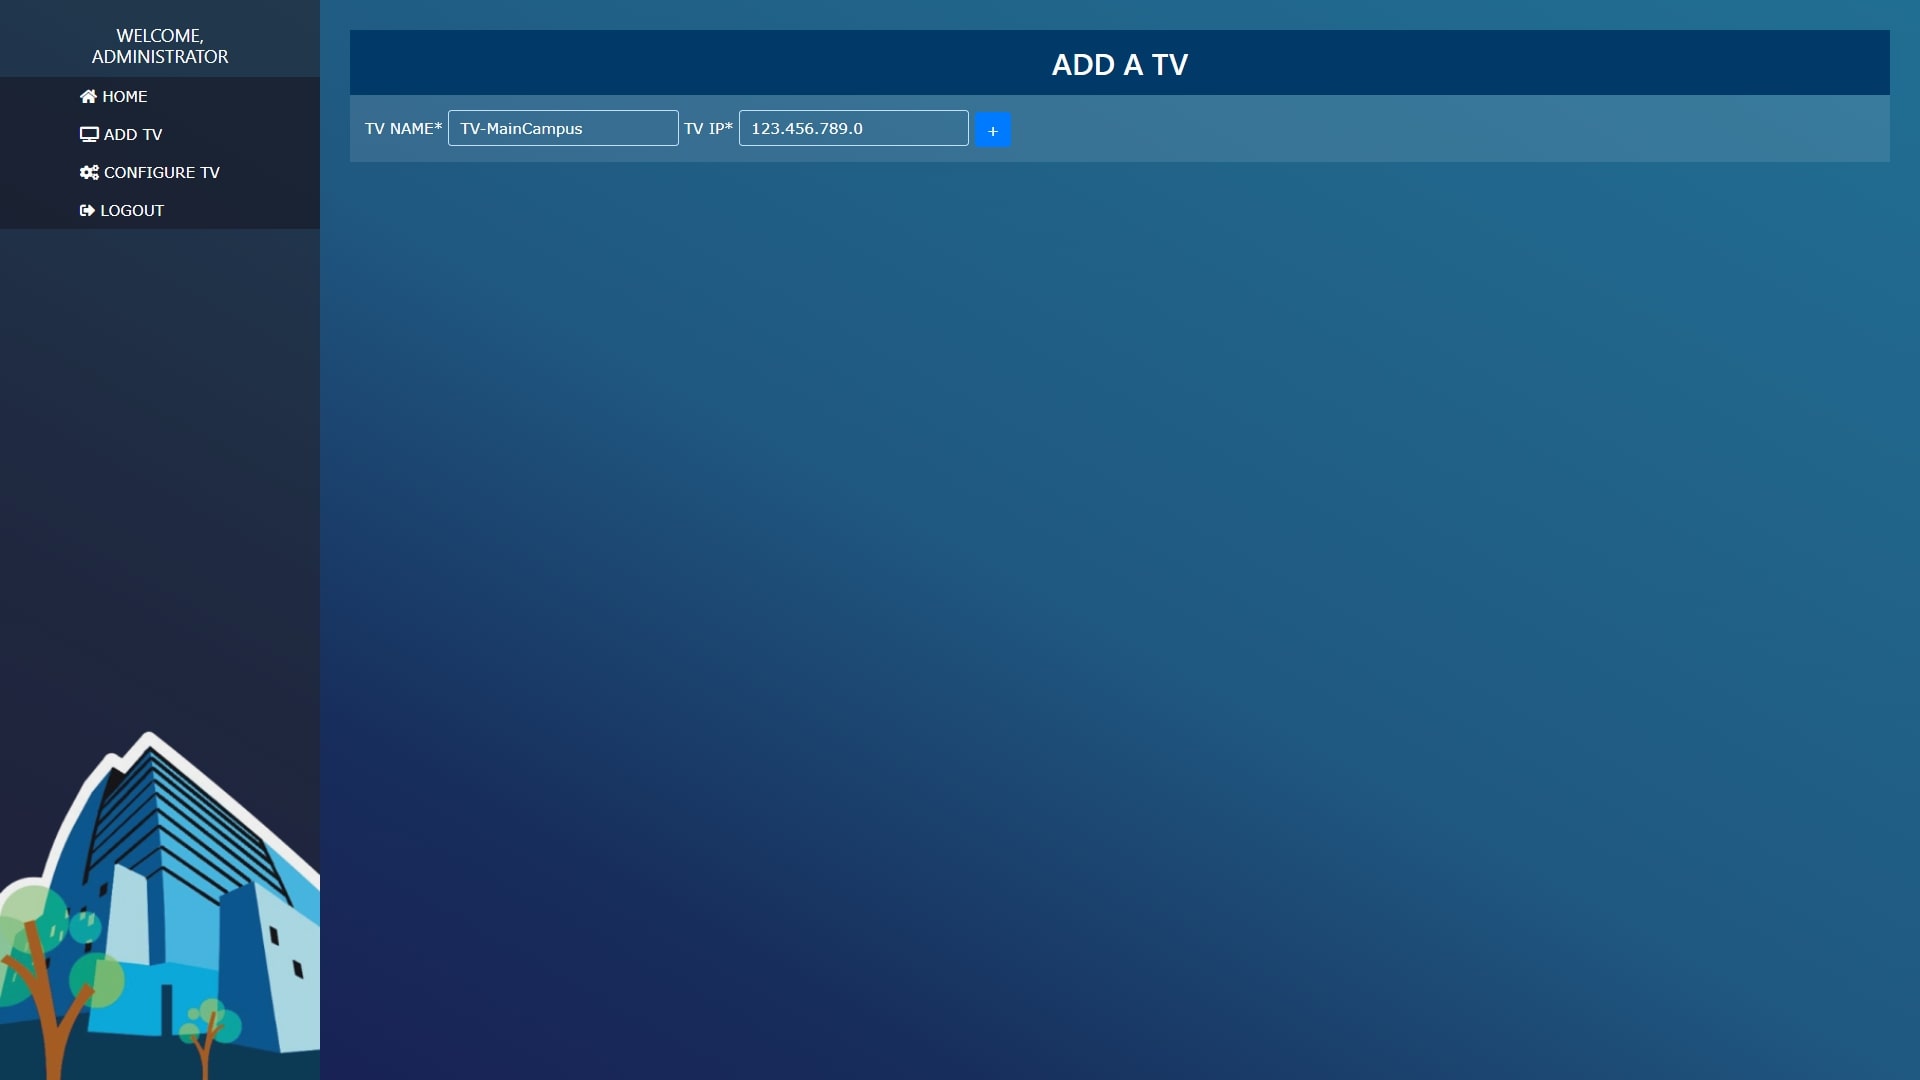 WELCOME,
ADMINISTRATOR
HOME
ADD TV
CONFIGURE TV
LOGOUT
ADD A TV
TV NAME* TV-MainCampus TV IP* 123.456.789.0 +